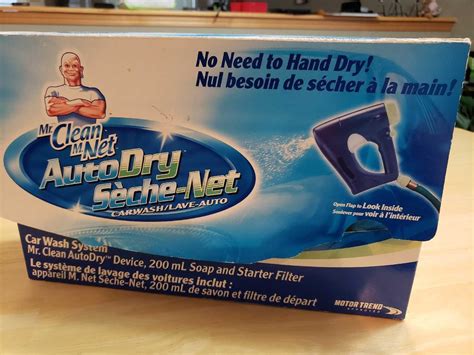 No Need to Hand Dry!
Nul besoin de sécher à la main!
Mr. Clean
M. Net
AutoDry
Sèche-Net
CARWASH/LAVE-AUTO
Open Flap to Look Inside
Soulever pour voir à l'intérieur
Car Wash System
Mr. Clean AutoDry™ Device, 200 mL Soap and Starter Filter
Le système de lavage des voitures inclut :
appareil M. Net Sèche-Net, 200 mL de savon et filtre de départ
MOTOR TREND